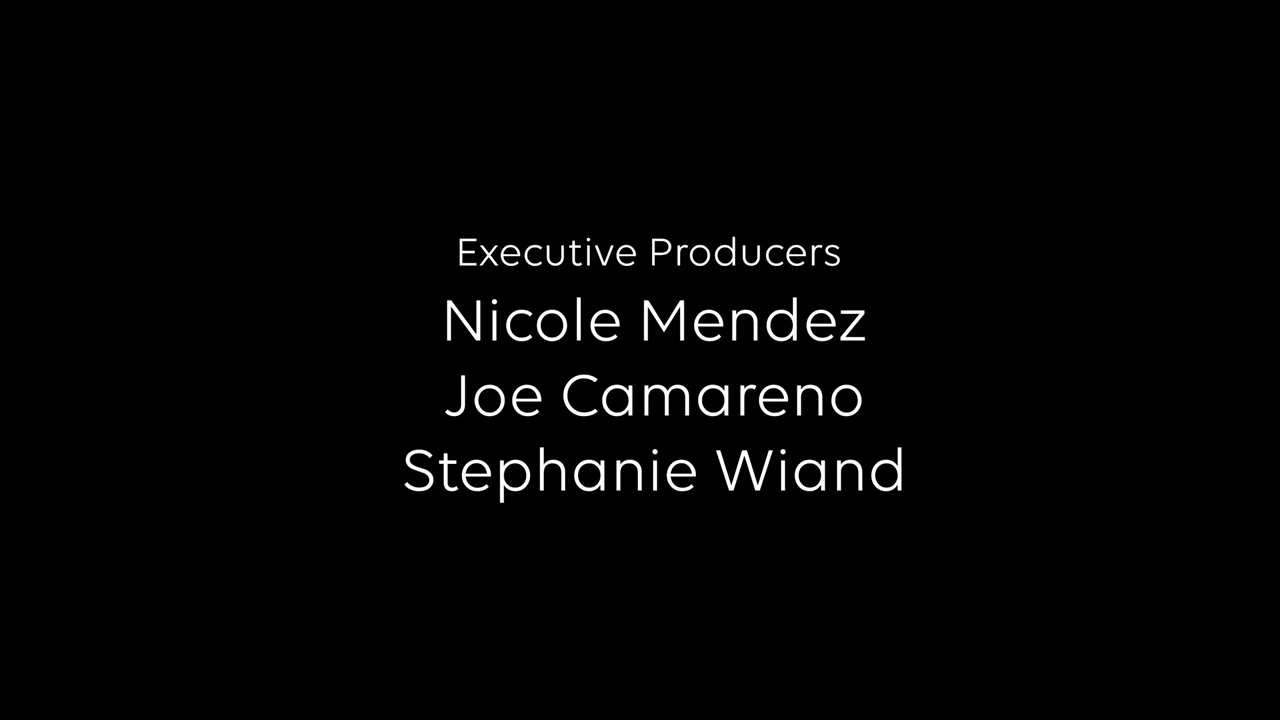 Executive Producers
Nicole Mendez
Joe Camareno
Stephanie Wiand